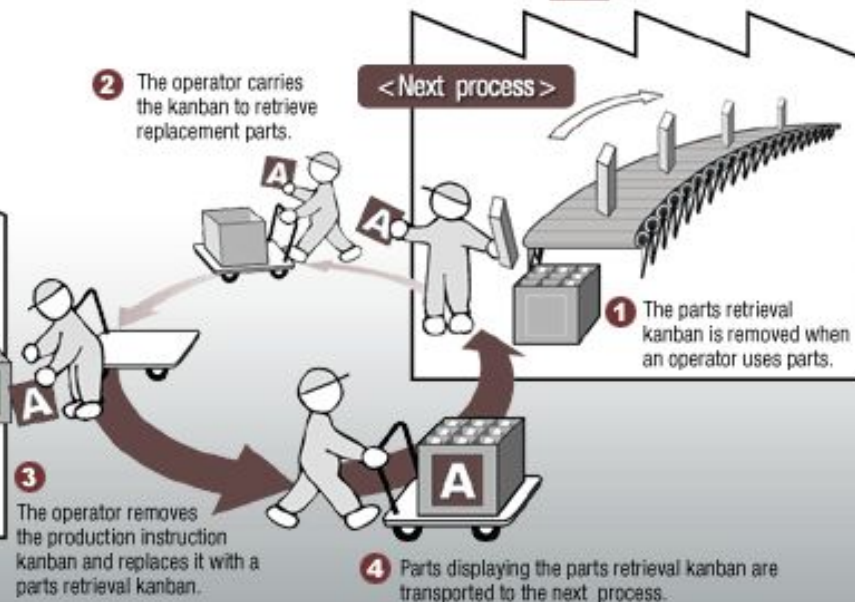 < Next process >
1 The parts retrieval
kanban is removed when
an operator uses parts.
2 The operator carries
the kanban to retrieve
replacement parts.
A
A
A
A
3
The operator removes
the production instruction
kanban and replaces it with a
parts retrieval kanban.
4 Parts displaying the parts retrieval kanban are
transported to the next process.